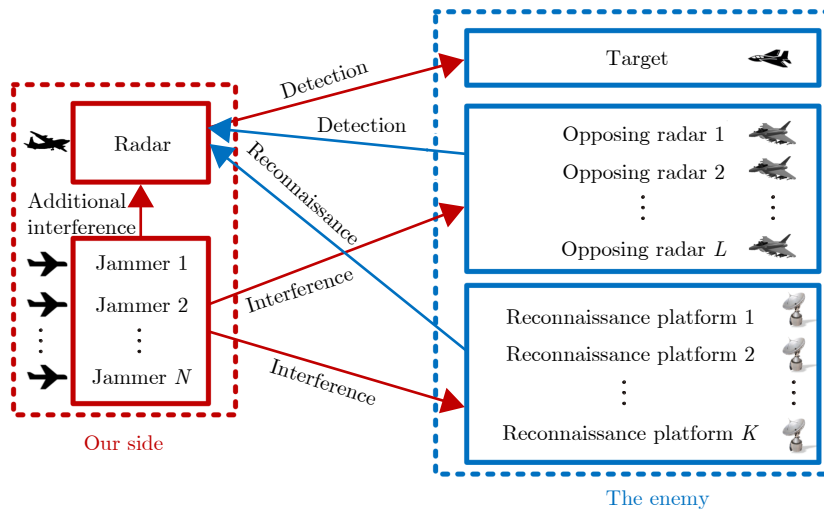 Target
Detection
Detection
Radar
Opposing radar 1
Opposing radar 2
⋮ ⋮
Opposing radar L
Reconnaissance
Additional
interference
Jammer 1
Jammer 2
⋮ ⋮
Jammer N
Interference
Interference
Reconnaissance platform 1
Reconnaissance platform 2
⋮ ⋮
Reconnaissance platform K
Our side
The enemy